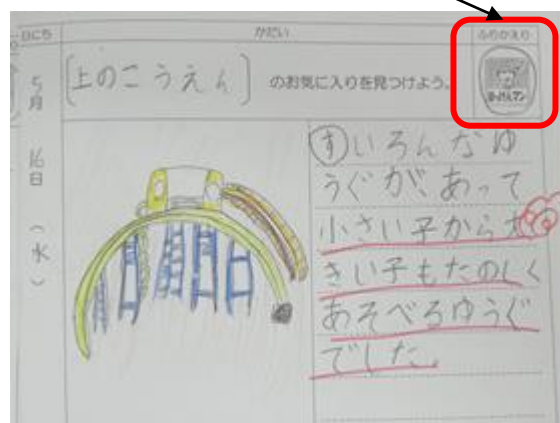 日にち
かだい
ふりかえり
5月16日(水)
[上のこうえん]のお気に入りを見つけよう。
すいろんなゆ
うぐが、あって
小さい子から大
きい子もたのしく
あそべるゆうぐ
でした。